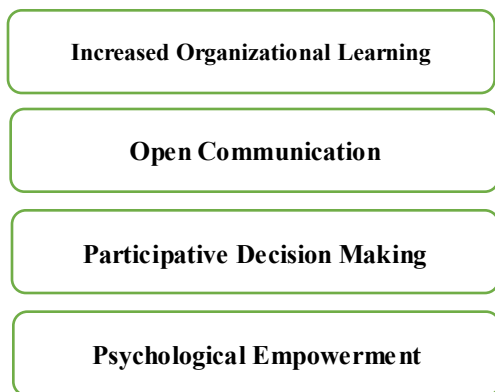 Increased Organizational Learning
Open Communication
Participative Decision Making
Psychological Empowerment